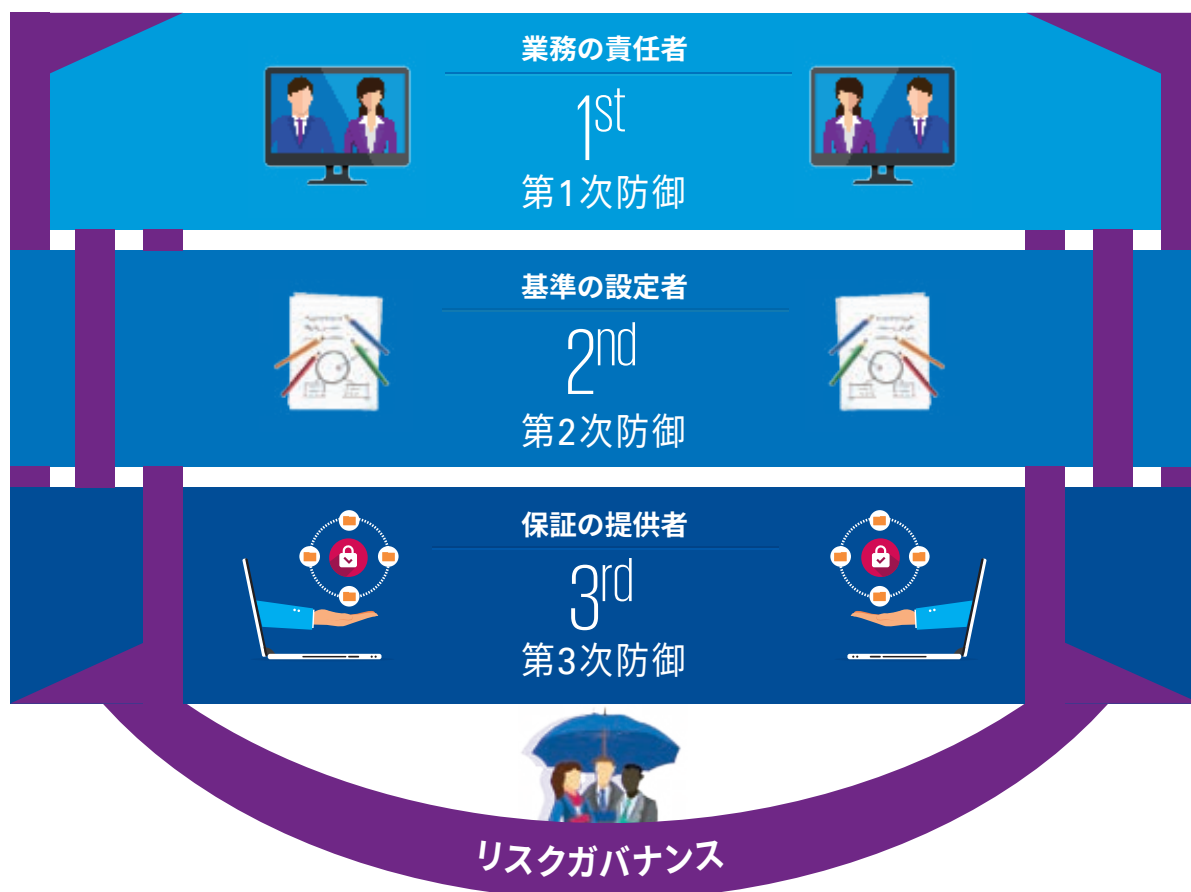 業務の責任者
1st
第1次防御
基準の設定者
2nd
第2次防御
保証の提供者
3rd
第3次防御
リスクガバナンス